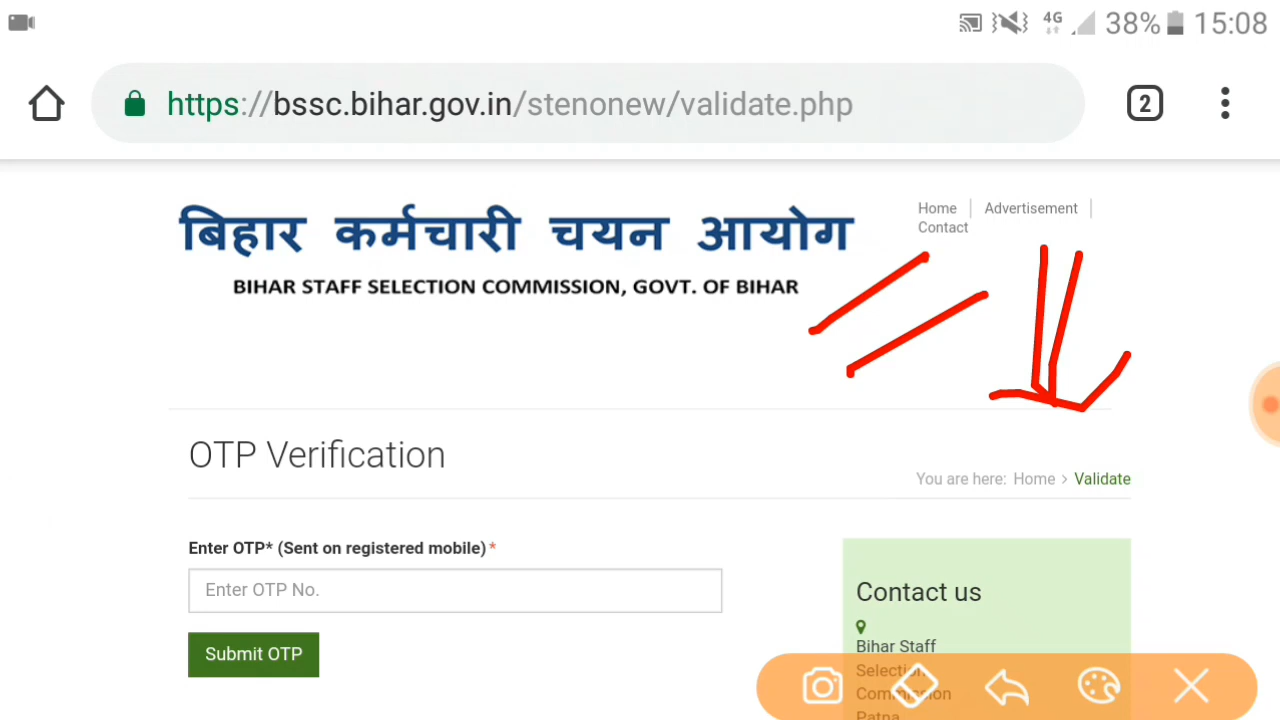 4G 38% 15:08
https://bssc.bihar.gov.in/stenonew/validate.php 2
बिहार कर्मचारी चयन आयोग
BIHAR STAFF SELECTION COMMISSION, GOVT. OF BIHAR
Home | Advertisement |
Contact
OTP Verification
You are here: Home > Validate
Enter OTP* (Sent on registered mobile) *
Enter OTP No.
Submit OTP
Contact us
Bihar Staff
Selection
Commission
Patna